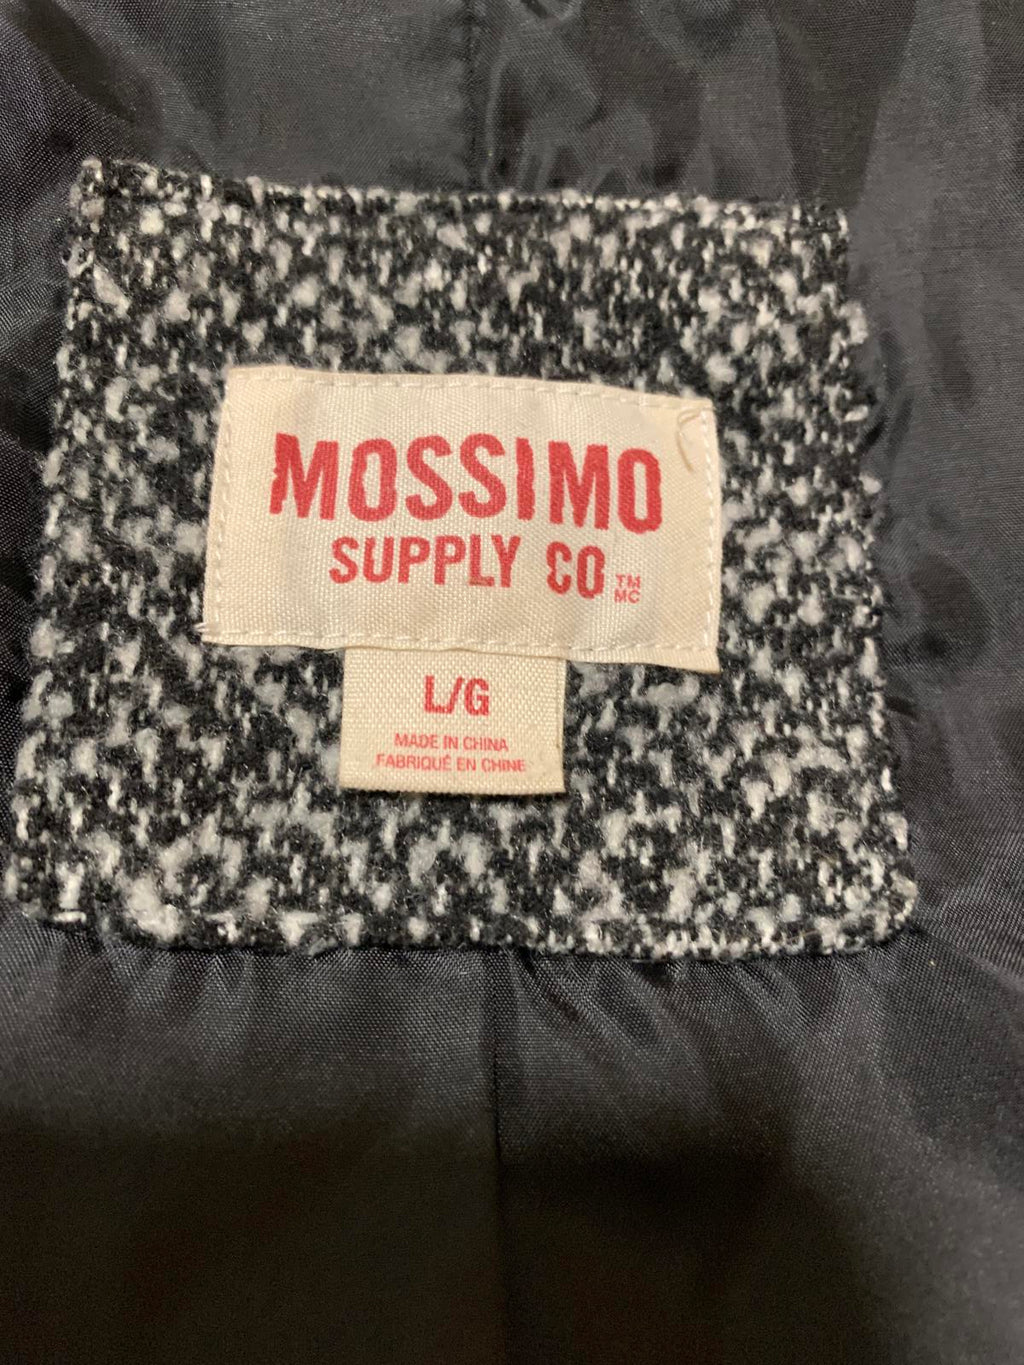 MOSSIMO
SUPPLY CO ™
MC
L/G
MADE IN CHINA
FABRIQUÉ EN CHINE